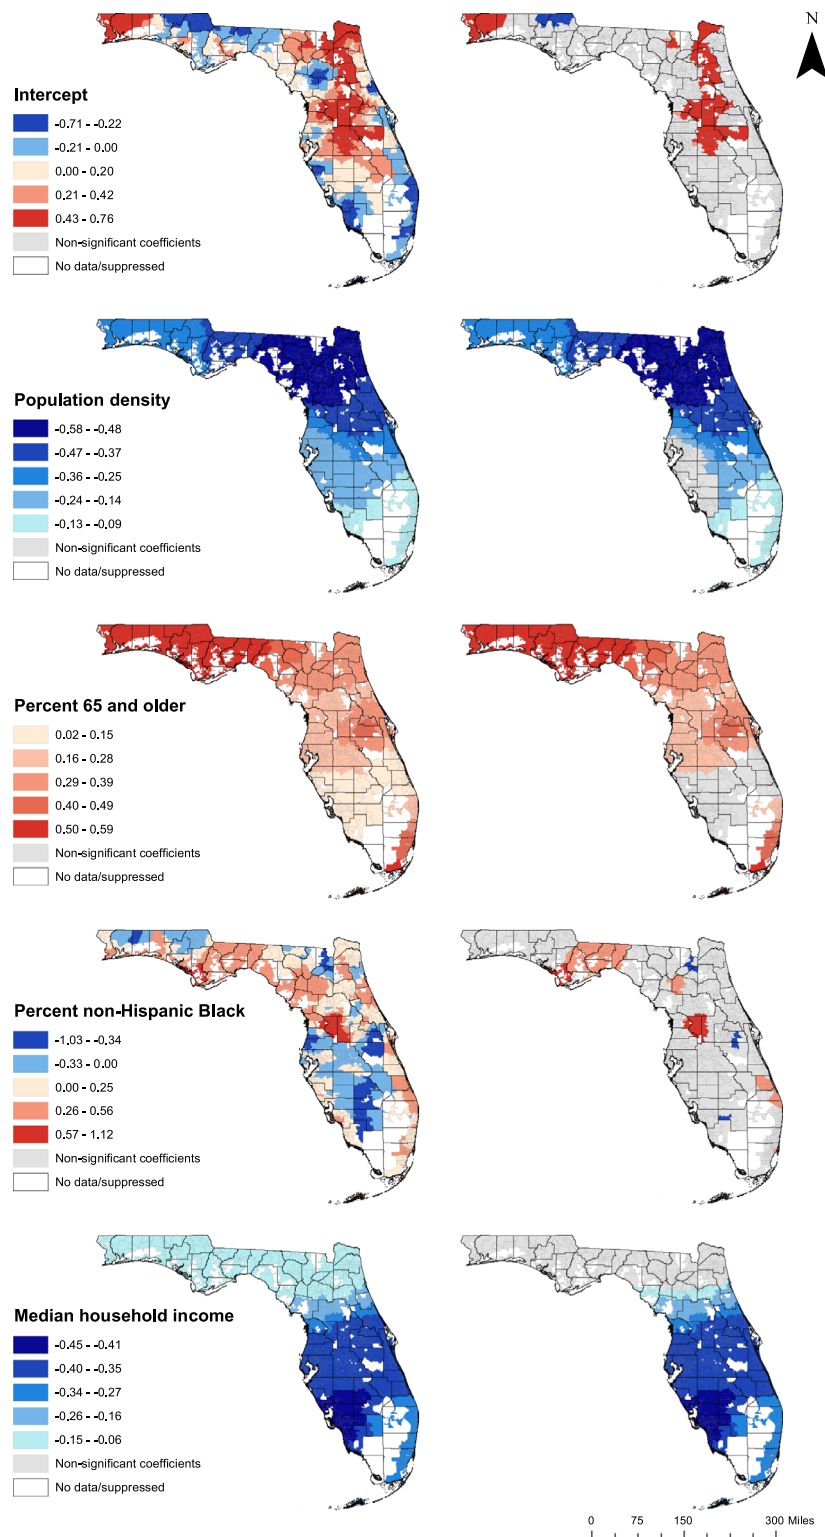 N
Intercept
-0.71 - -0.22
-0.21 - 0.00
0.00 - 0.20
0.21 - 0.42
0.43 - 0.76
Non-significant coefficients
No data/suppressed
Population density
-0.58 - -0.48
-0.47 - -0.37
-0.36 - -0.25
-0.24 - -0.14
-0.13 - -0.09
Non-significant coefficients
No data/suppressed
Percent 65 and older
0.02 - 0.15
0.16 - 0.28
0.29 - 0.39
0.40 - 0.49
0.50 - 0.59
Non-significant coefficients
No data/suppressed
Percent non-Hispanic Black
-1.03 - -0.34
-0.33 - 0.00
0.00 - 0.25
0.26 - 0.56
0.57 - 1.12
Non-significant coefficients
No data/suppressed
Median household income
-0.45 - -0.41
-0.40 - -0.35
-0.34 - -0.27
-0.26 - -0.16
-0.15 - -0.06
Non-significant coefficients
No data/suppressed
0 75 150 300 Miles